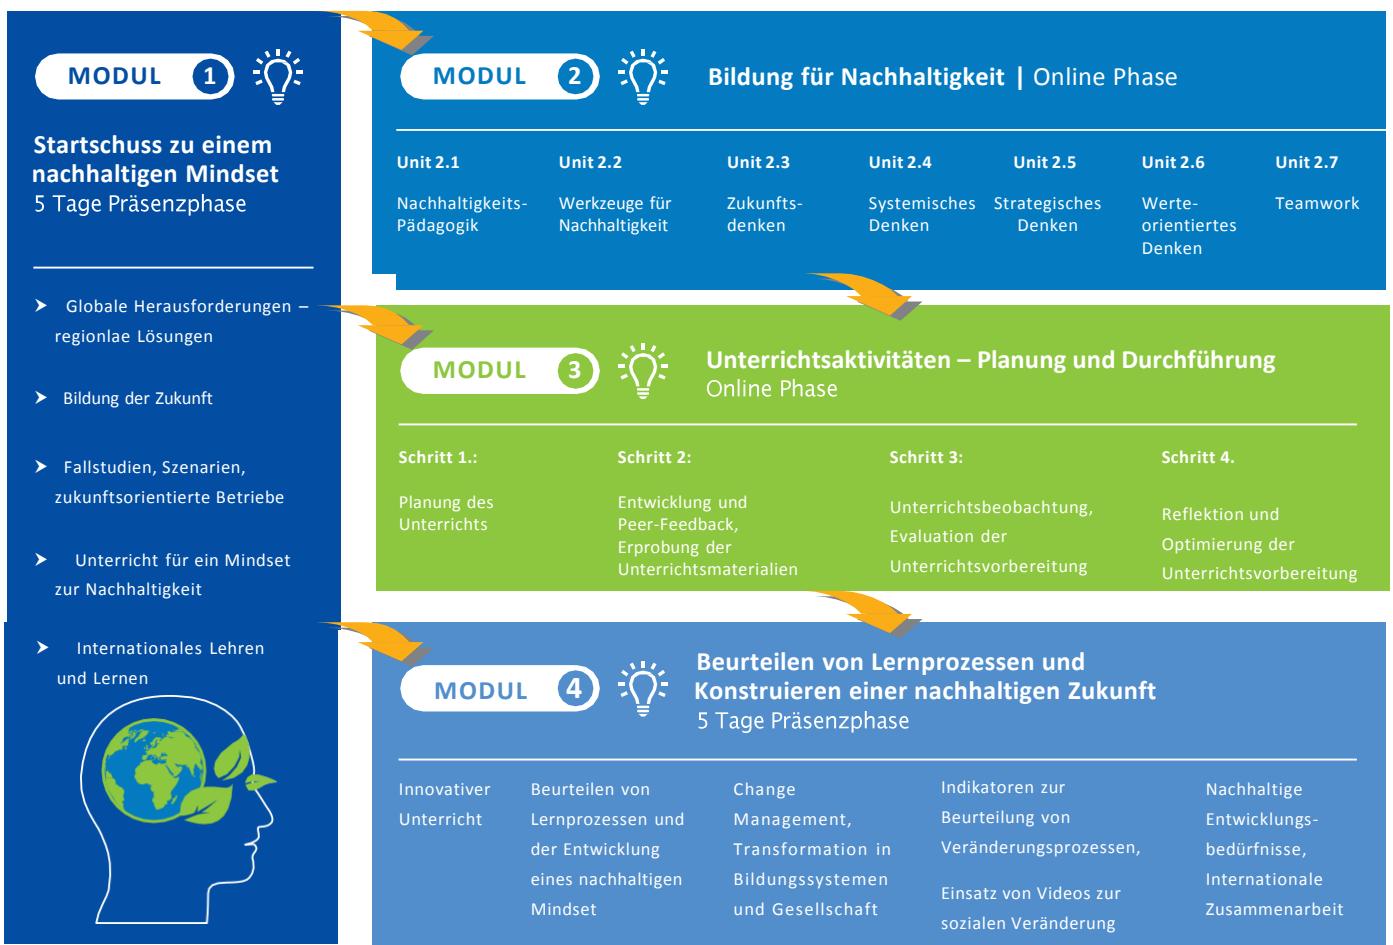 MODUL 1
Startschuss zu einem
nachhaltigen Mindset
5 Tage Präsenzphase
➤ Globale Herausforderungen –
regionlae Lösungen
➤ Bildung der Zukunft
➤ Fallstudien, Szenarien,
zukunftsorientierte Betriebe
➤ Unterricht für ein Mindset
zur Nachhaltigkeit
➤ Internationales Lehren
und Lernen
MODUL 2
Bildung für Nachhaltigkeit | Online Phase
Unit 2.1
Nachhaltigkeits-
Pädagogik
Unit 2.2
Werkzeuge für
Nachhaltigkeit
Unit 2.3
Zukunfts-
denken
Unit 2.4
Systemisches
Denken
Unit 2.5
Strategisches
Denken
Unit 2.6
Werte-
orientiertes
Denken
Unit 2.7
Teamwork
MODUL 3
Unterrichtsaktivitäten – Planung und Durchführung
Online Phase
Schritt 1.:
Planung des
Unterrichts
Schritt 2:
Entwicklung und
Peer-Feedback,
Erprobung der
Unterrichtsmaterialien
Schritt 3:
Unterrichtsbeobachtung,
Evaluation der
Unterrichtsvorbereitung
Schritt 4.
Reflektion und
Optimierung der
Unterrichtsvorbereitung
MODUL 4
Beurteilen von Lernprozessen und
Konstruieren einer nachhaltigen Zukunft
5 Tage Präsenzphase
Innovativer
Unterricht
Beurteilen von
Lernprozessen und
der Entwicklung
eines nachhaltigen
Mindset
Change
Management,
Transformation in
Bildungssystemen
und Gesellschaft
Indikatoren zur
Beurteilung von
Veränderungsprozessen,
Einsatz von Videos zur
sozialen Veränderung
Nachhaltige
Entwicklungs-
bedürfnisse,
Internationale
Zusammenarbeit